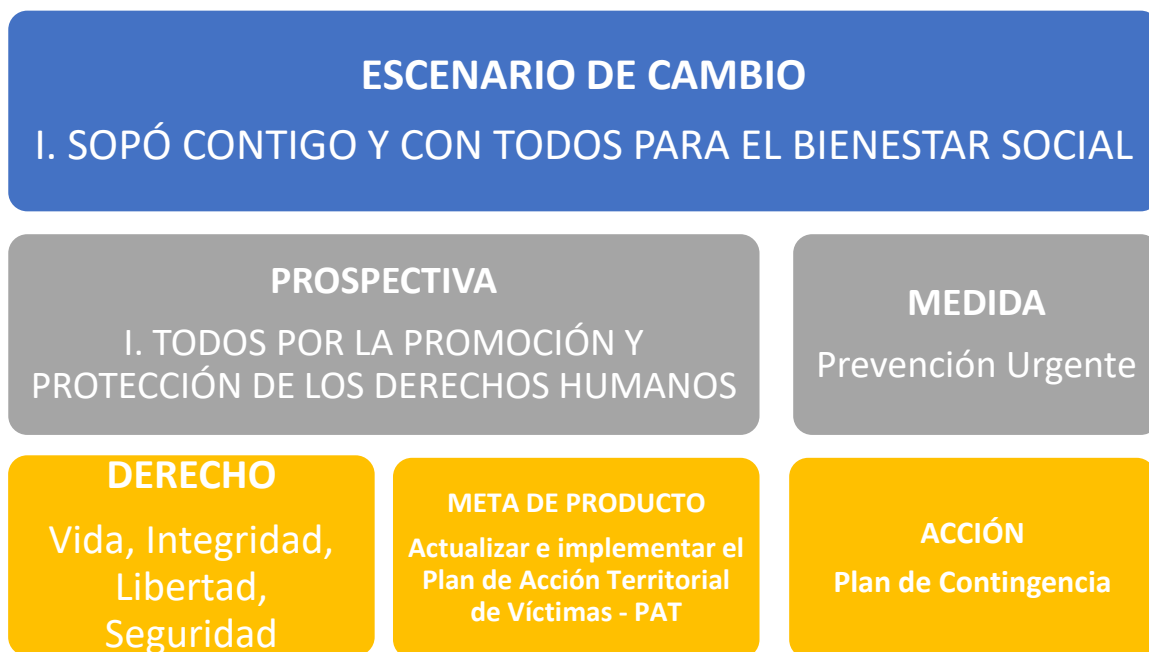 ESCENARIO DE CAMBIO
I. SOPÓ CONTIGO Y CON TODOS PARA EL BIENESTAR SOCIAL
PROSPECTIVA
I. TODOS POR LA PROMOCIÓN Y
PROTECCIÓN DE LOS DERECHOS HUMANOS
MEDIDA
Prevención Urgente
DERECHO
Vida, Integridad,
Libertad,
Seguridad
META DE PRODUCTO
Actualizar e implementar el
Plan de Acción Territorial
de Víctimas - PAT
ACCIÓN
Plan de Contingencia